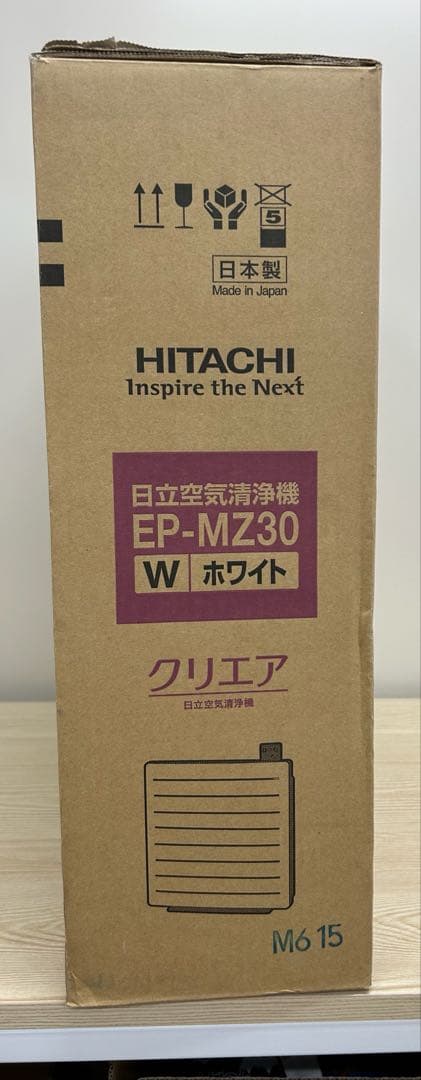 5
日本製
Made in Japan
HITACHI
Inspire the Next
日立空気清浄機
EP-MZ30
W ホワイト
クリエア
日立空気清浄機
M6 15